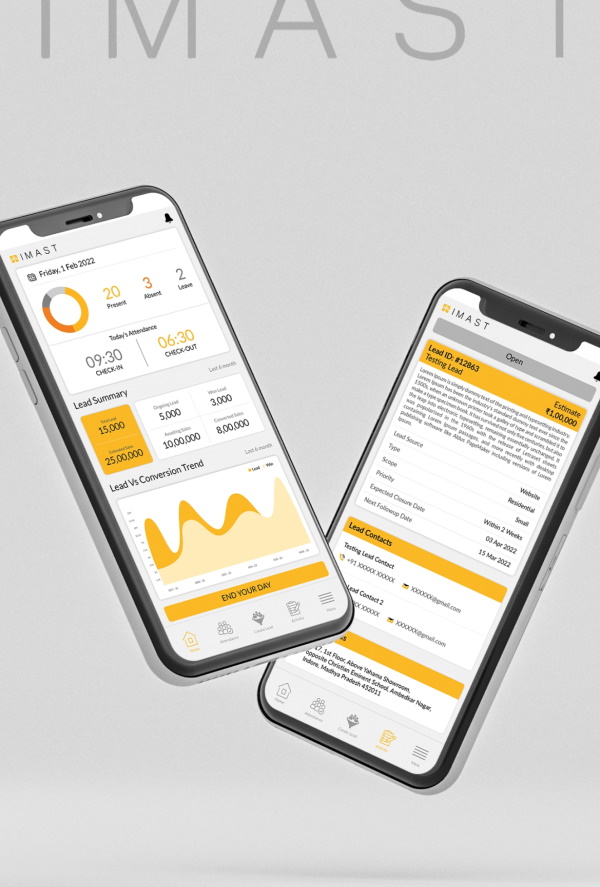 IMAST
IMAST
Friday, 1 Feb 2022
20
Present
3
Absent
2
Leave
Today's Attendance
09:30
CHECK-IN
06:30
CHECK-OUT
Lead Summary
Last 6 month
Total Lead
15,000
Ongoing Lead
5,000
Won Lead
3,000
Estimated Sales
25,00,000
Awaiting Sales
10,00,000
Converted Sales
8,00,000
Lead Vs Conversion Trend
Last 6 month
Lead
Won
END YOUR DAY
Home
Attendance
Create Lead
Activity
More
IMAST
Open
Lead ID: #12863
Testing Lead
Estimate
₹1,00,000
Lorem Ipsum is simply dummy text of the printing and typesetting industry.
Lorem Ipsum has been the industry's standard dummy text ever since the
1500s, when an unknown printer took a galley of type and scrambled it to
make a type specimen book. It has survived not only five centuries, but also
the leap into electronic typesetting, remaining essentially unchanged. It
was popularised in the 1960s with the release of Letraset sheets
containing Lorem Ipsum passages, and more recently with desktop
publishing software like Aldus PageMaker including versions of Lorem
Ipsum.
Lead Source
Website
Type
Residential
Scope
Small
Priority
Within 2 Weeks
Expected Closure Date
03 Apr 2022
Next Followup Date
15 Mar 2022
Lead Contacts
Testing Lead Contact
+91 XXXXX XXXXX
XXXXXX@gmail.com
Lead Contact 2
XXXXX
XXXXXX@gmail.com
17, 1st Floor, Above Yahama Showroom,
opposite Christian Eminent School, Ambedkar Nagar,
Indore, Madhya Pradesh 452011
Home
Attendance
Create Lead
Activity
More